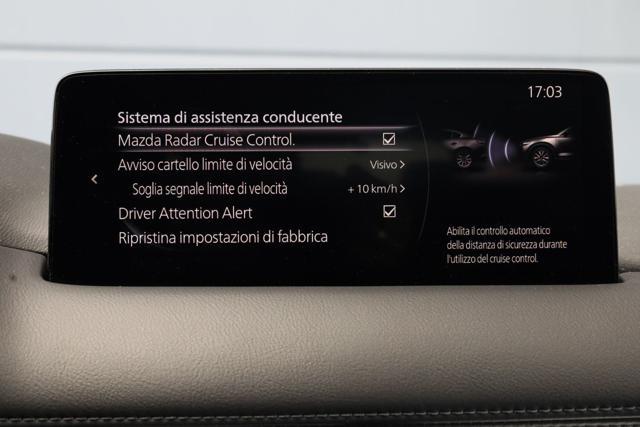 17:03
Sistema di assistenza conducente
Mazda Radar Cruise Control.
Avviso cartello limite di velocità Visivo
Soglia segnale limite di velocità + 10 km/h
Driver Attention Alert
Ripristina impostazioni di fabbrica
Abilita il controllo automatico
della distanza di sicurezza durante
l'utilizzo del cruise control.